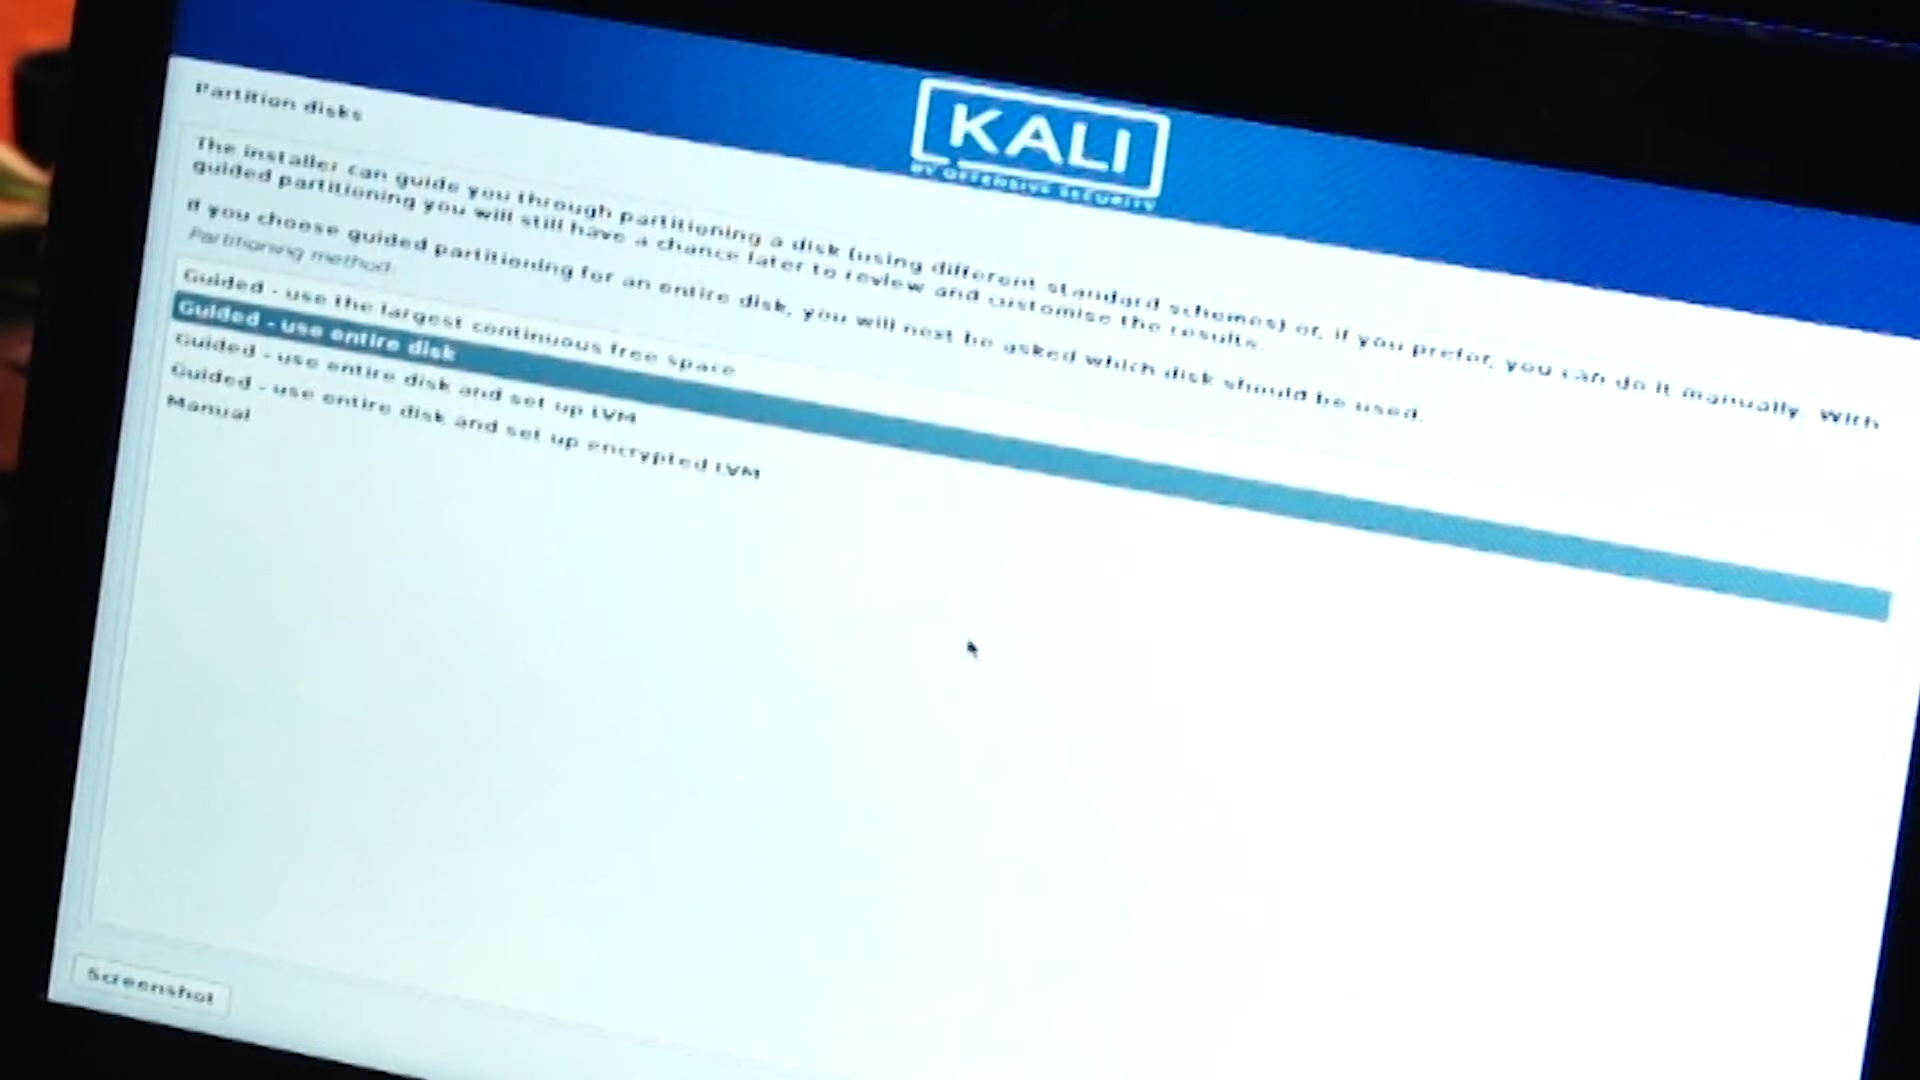 KALI
BY OFFENSIVE SECURITY
Partition disks
The installer can guide you through partitioning a disk (using different standard schemes) or, if you prefer, you can do it manually. With
guided partitioning you will still have a chance later to review and customise the results.
If you choose guided partitioning for an entire disk, you will next be asked which disk should be used.
Partitioning method:
Guided - use the largest continuous free space
Guided - use entire disk
Guided - use entire disk and set up LVM
Guided - use entire disk and set up encrypted LVM
Manual
Screenshot